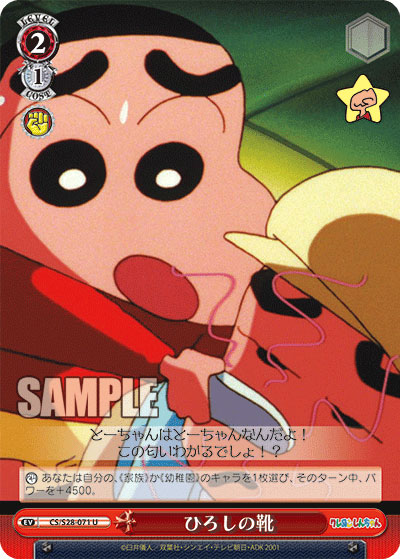 LEVEL
2
1
COST
SAMPLE
とーちゃんはとーちゃんなんだよ!
この匂いわかるでしょ!?
あなたは自分の、《家族》か《幼稚園》のキャラを1枚選び、そのターン中、パ
ワーを+4500。
EV
CS/S28-071 U
ひろしの靴
クレヨンしんちゃん
©臼井儀人/双葉社・シンエイ・テレビ朝日・ADK 2001